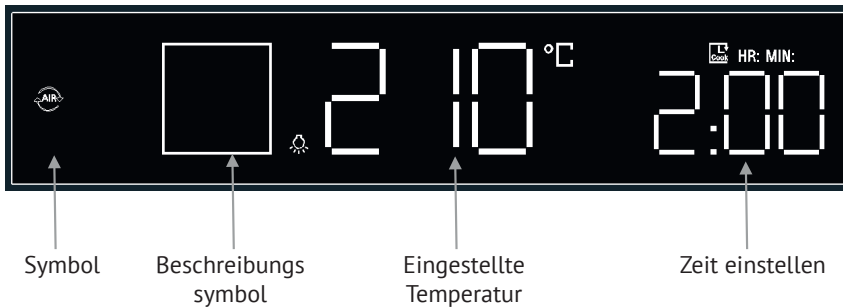 AIR
210 °C
Cook HR: MIN:
2:00
Symbol
Beschreibungs
symbol
Eingestellte
Temperatur
Zeit einstellen